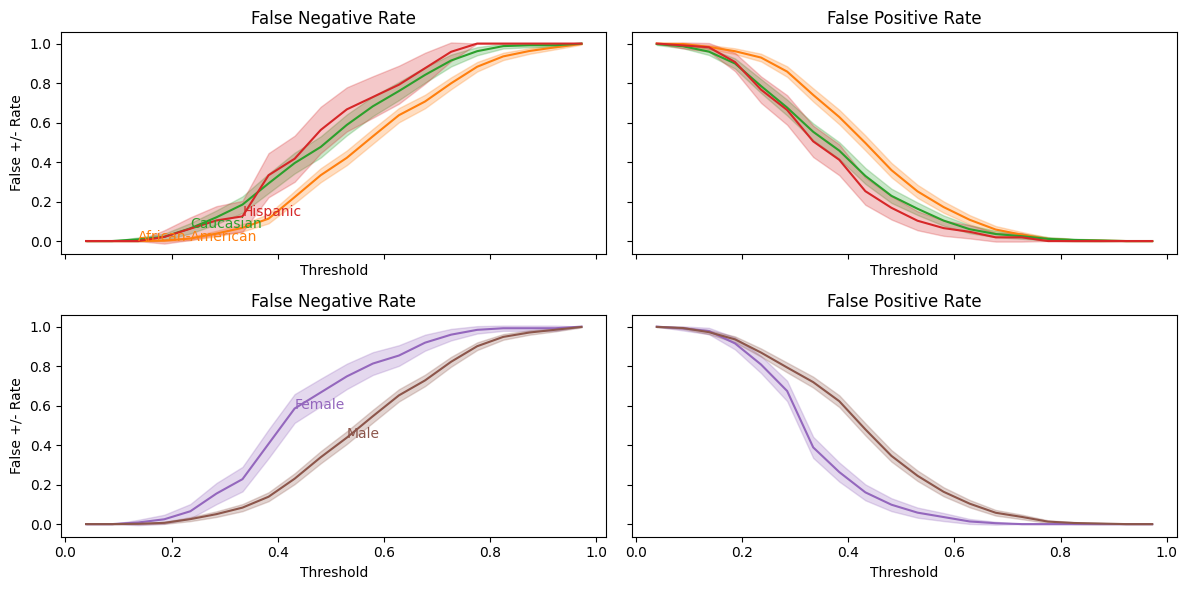 False Negative Rate
False Positive Rate
False +/- Rate
1.0
0.8
0.6
0.4
0.2
0.0
Hispanic
Caucasian
African-American
Threshold
Threshold
False Negative Rate
False Positive Rate
False +/- Rate
1.0
0.8
0.6
0.4
0.2
0.0
Female
Male
0.0 0.2 0.4 0.6 0.8 1.0
0.0 0.2 0.4 0.6 0.8 1.0
Threshold
Threshold